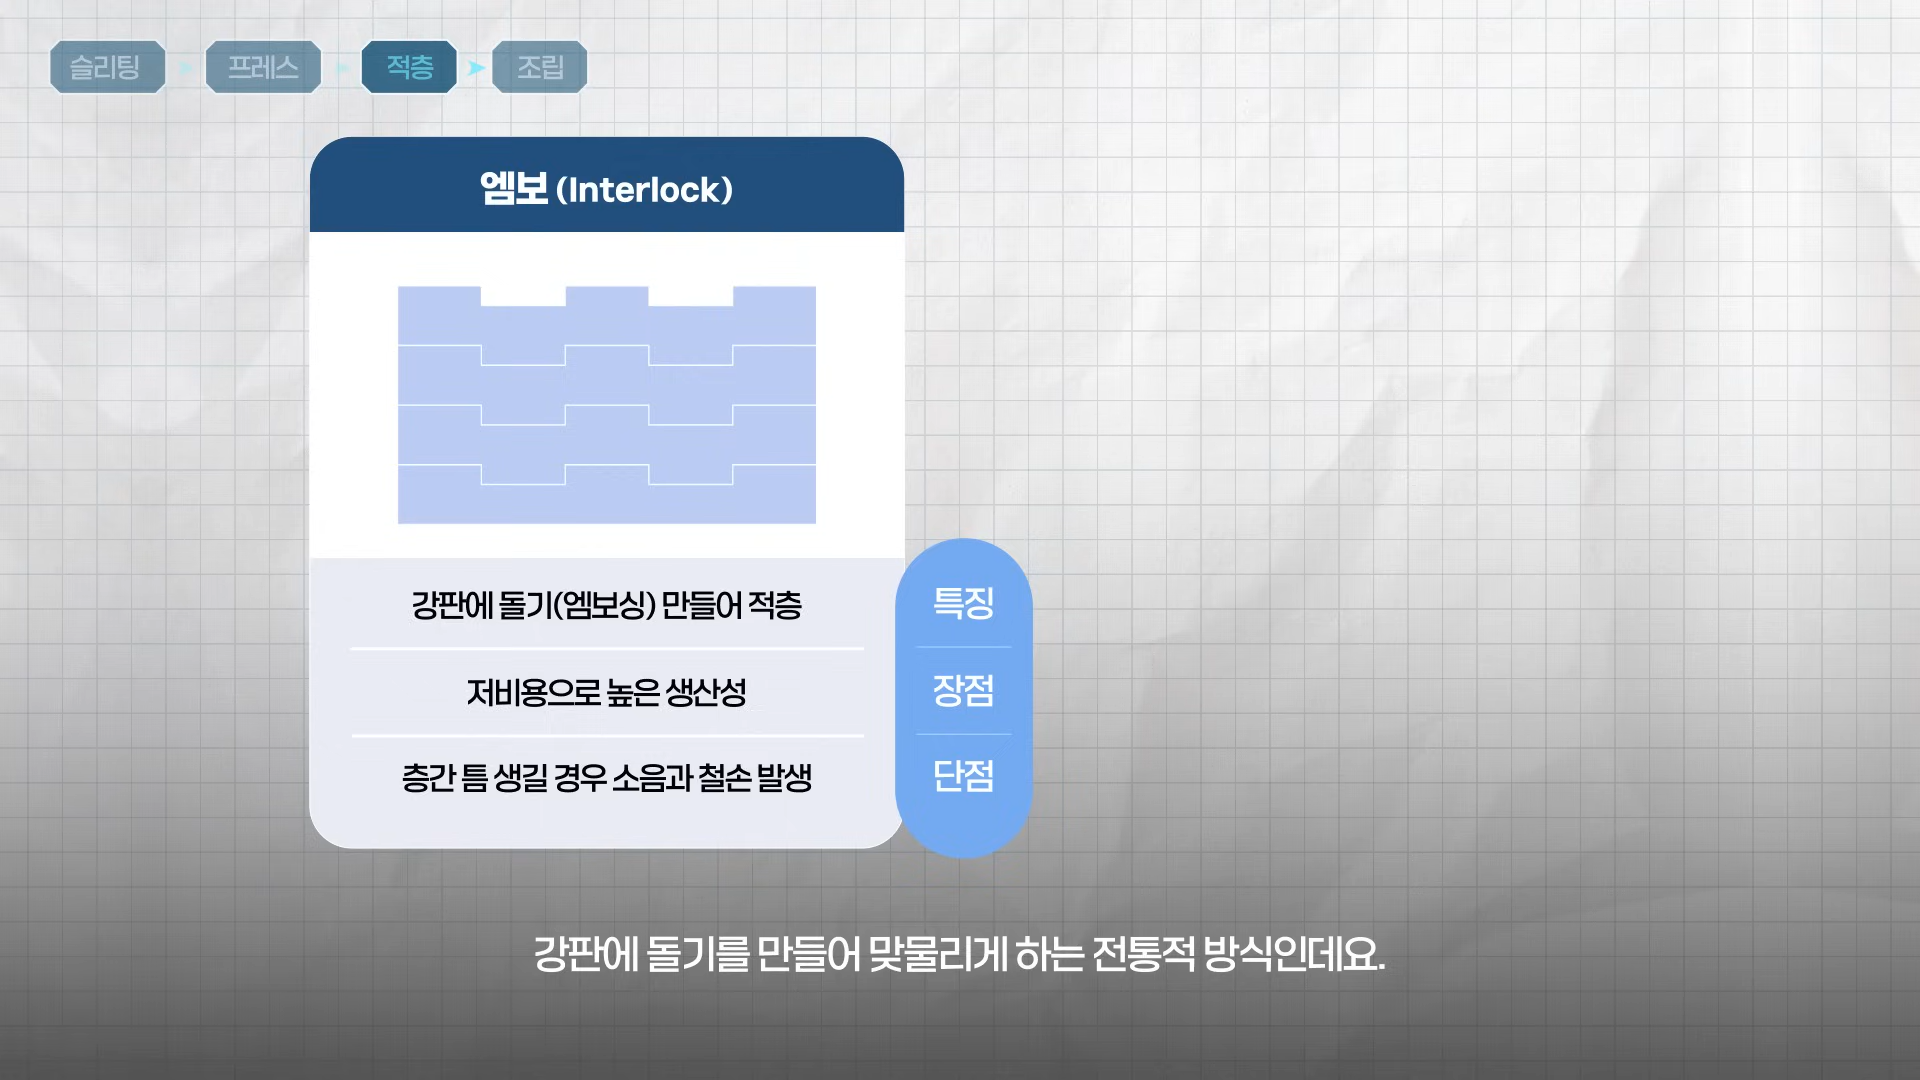 슬리팅
프레스
적층
조립
엠보 (Interlock)
강판에 돌기(엠보싱) 만들어 적층
특징
저비용으로 높은 생산성
장점
층간 틈 생길 경우 소음과 철손 발생
단점
강판에 돌기를 만들어 맞물리게 하는 전통적 방식인데요.